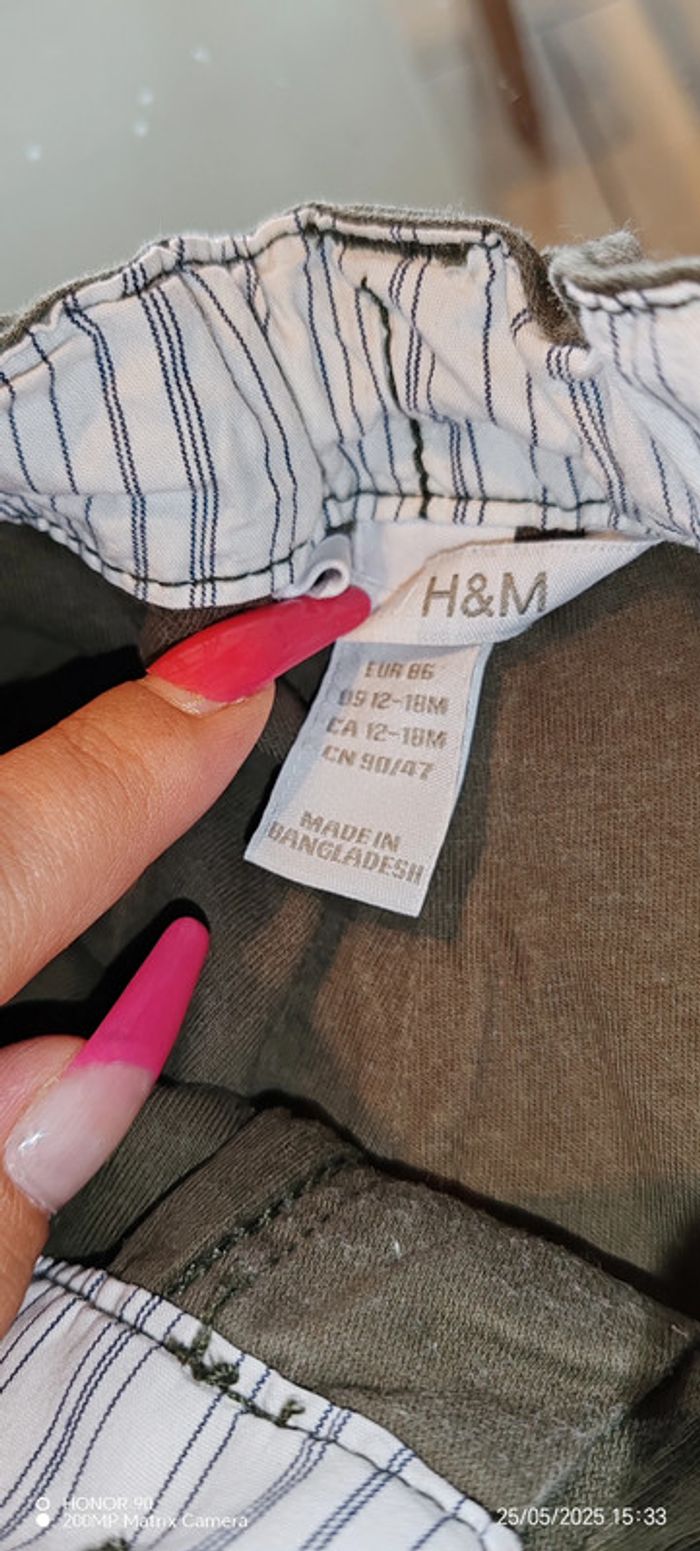 H&M
EUR 86
US 12-18M
CA 12-18M
CN 90/47
MADE IN
BANGLADESH
HONOR 90
200MP Matrix Camera
25/05/2025 15:33